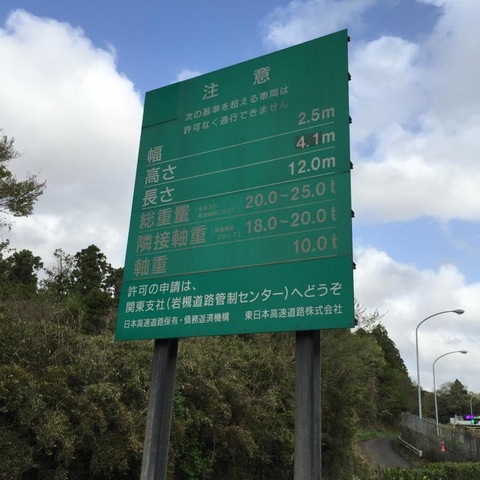 注意
次の基準を超える車両は
許可なく通行できません
幅 2.5m
高さ 4.1m
長さ 12.0m
総重量 20.0~25.0t
隣接軸重 18.0~20.0t
軸重 10.0t
許可の申請は、
関東支社(岩槻道路管制センター)へどうぞ
日本高速道路保有・債務返済機構 東日本高速道路株式会社